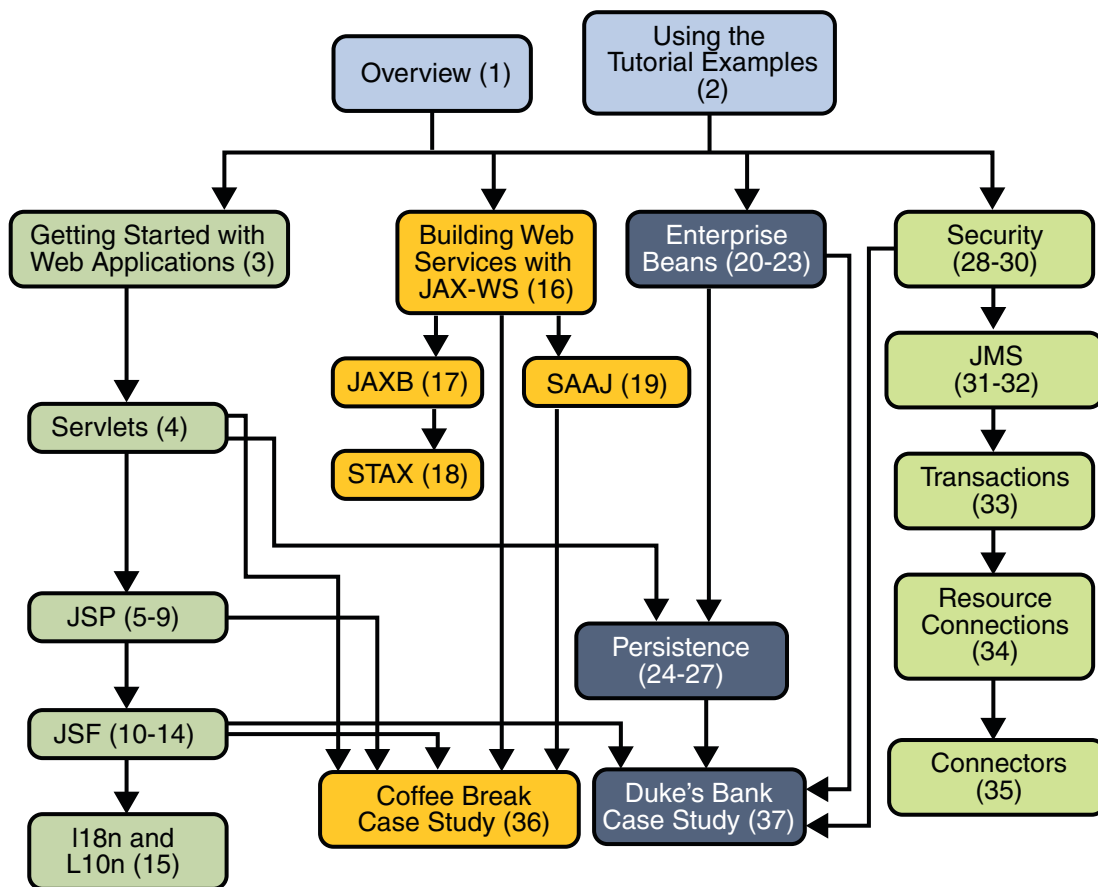 Overview (1)
Using the
Tutorial Examples
(2)
Getting Started with
Web Applications (3)
Building Web
Services with
JAX-WS (16)
Enterprise
Beans (20-23)
Security
(28-30)
JAXB (17)
SAAJ (19)
JMS
(31-32)
Servlets (4)
STAX (18)
Transactions
(33)
JSP (5-9)
Persistence
(24-27)
Resource
Connections
(34)
JSF (10-14)
Coffee Break
Case Study (36)
Duke’s Bank
Case Study (37)
Connectors
(35)
I18n and
L10n (15)